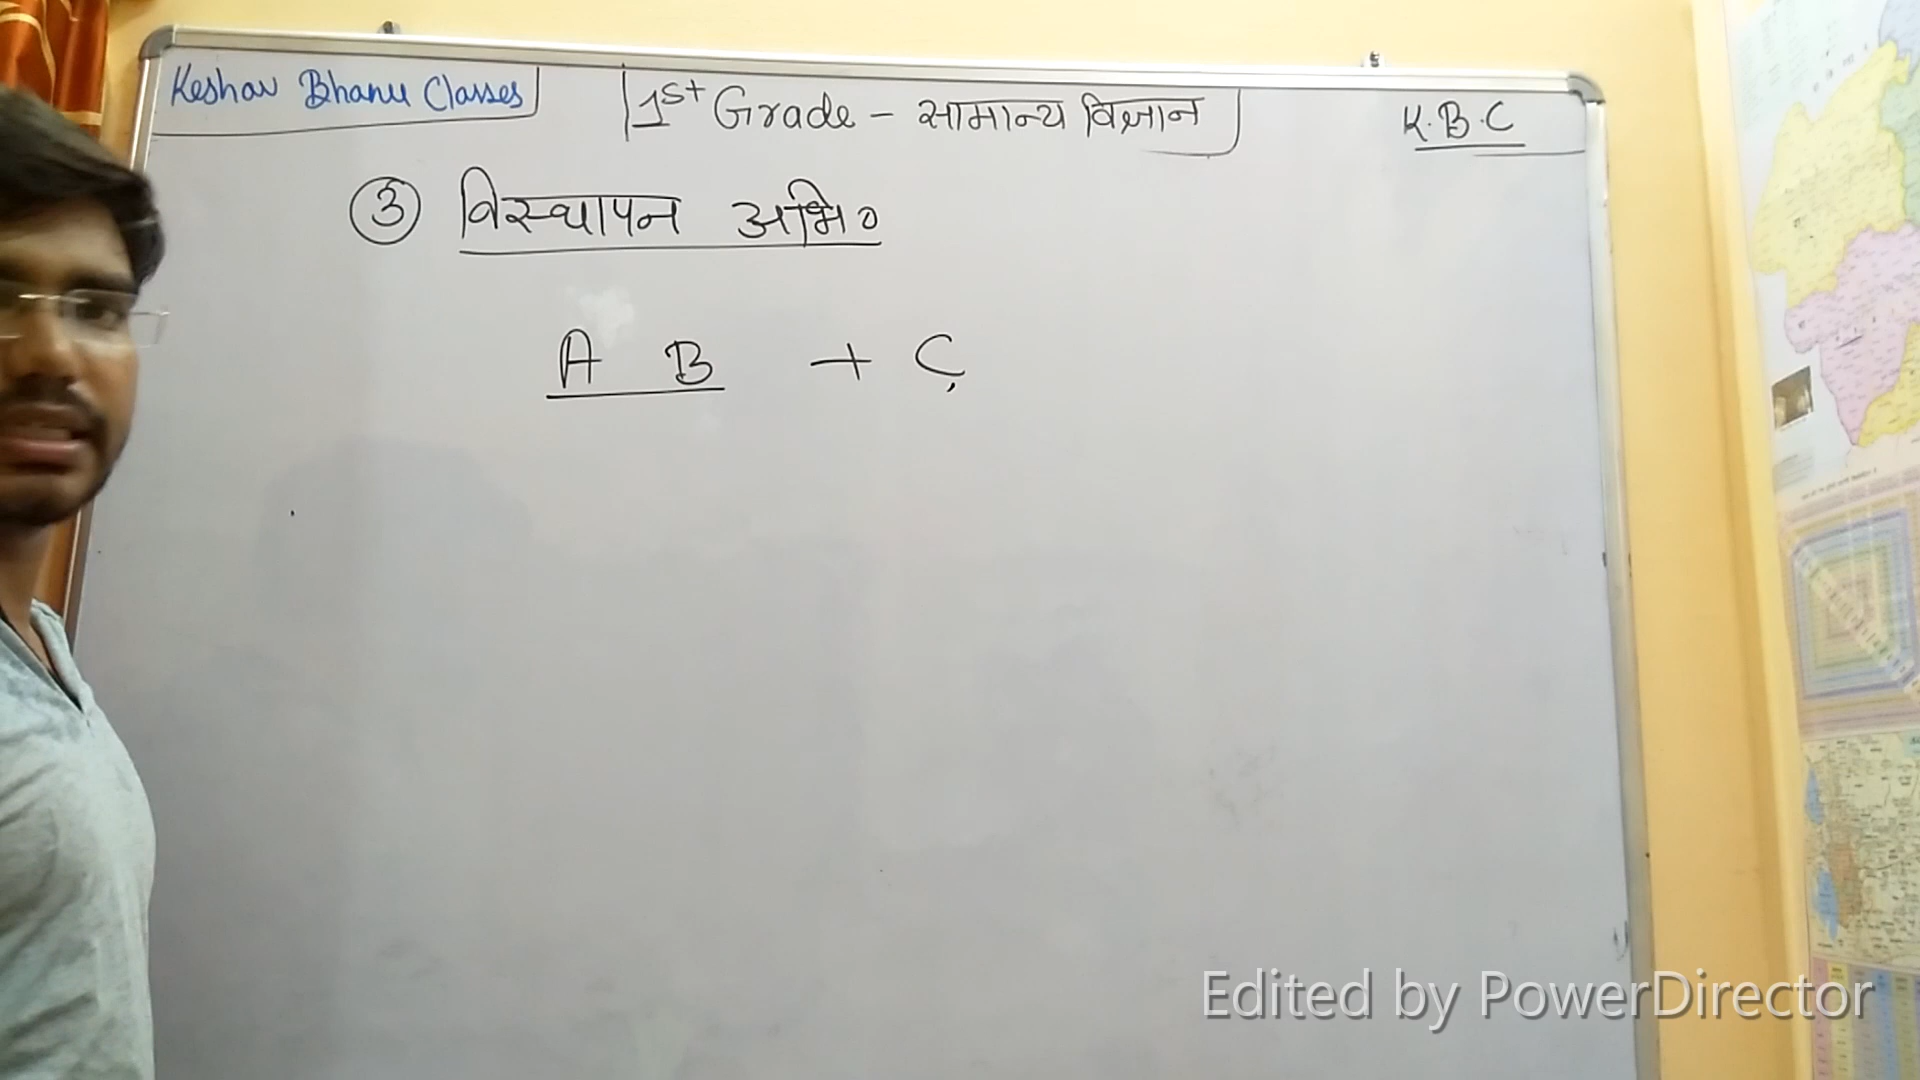 Keshav Bhanu Classes
1st Grade - सामान्य विज्ञान
K.B.C
③ विस्थापन अभि०
A B + C
Edited by PowerDirector